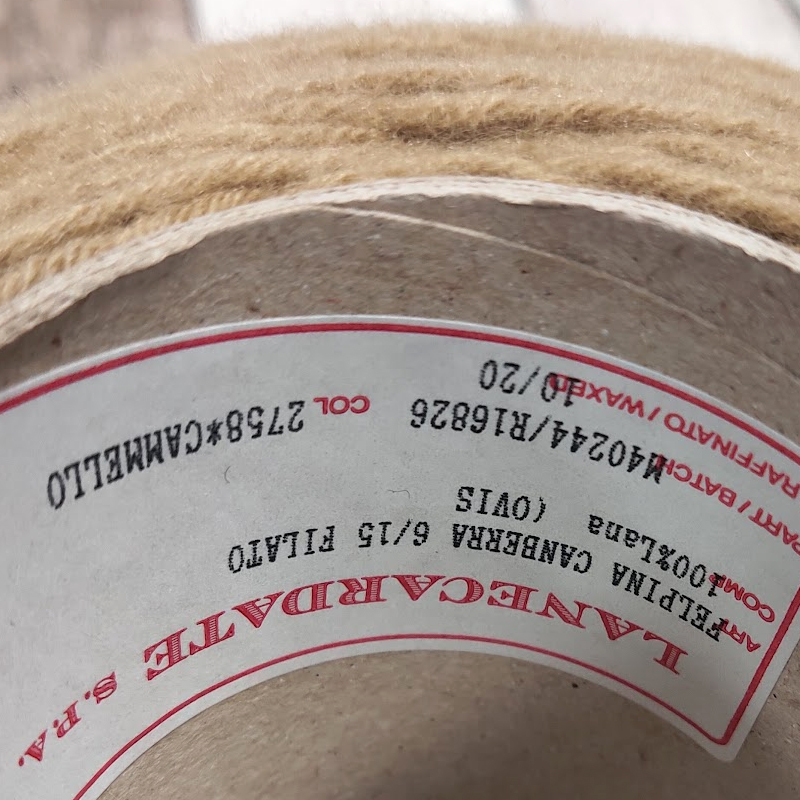 LANECARDATE S.P.A.
ART FELPINA CANBERRA 6/15 FILATO
COMP 100%Lana (OVIS
PART / BATCH M40244/R16826 COL 2758*CAMMELLO
RAFFINATO / WAXED 10/20